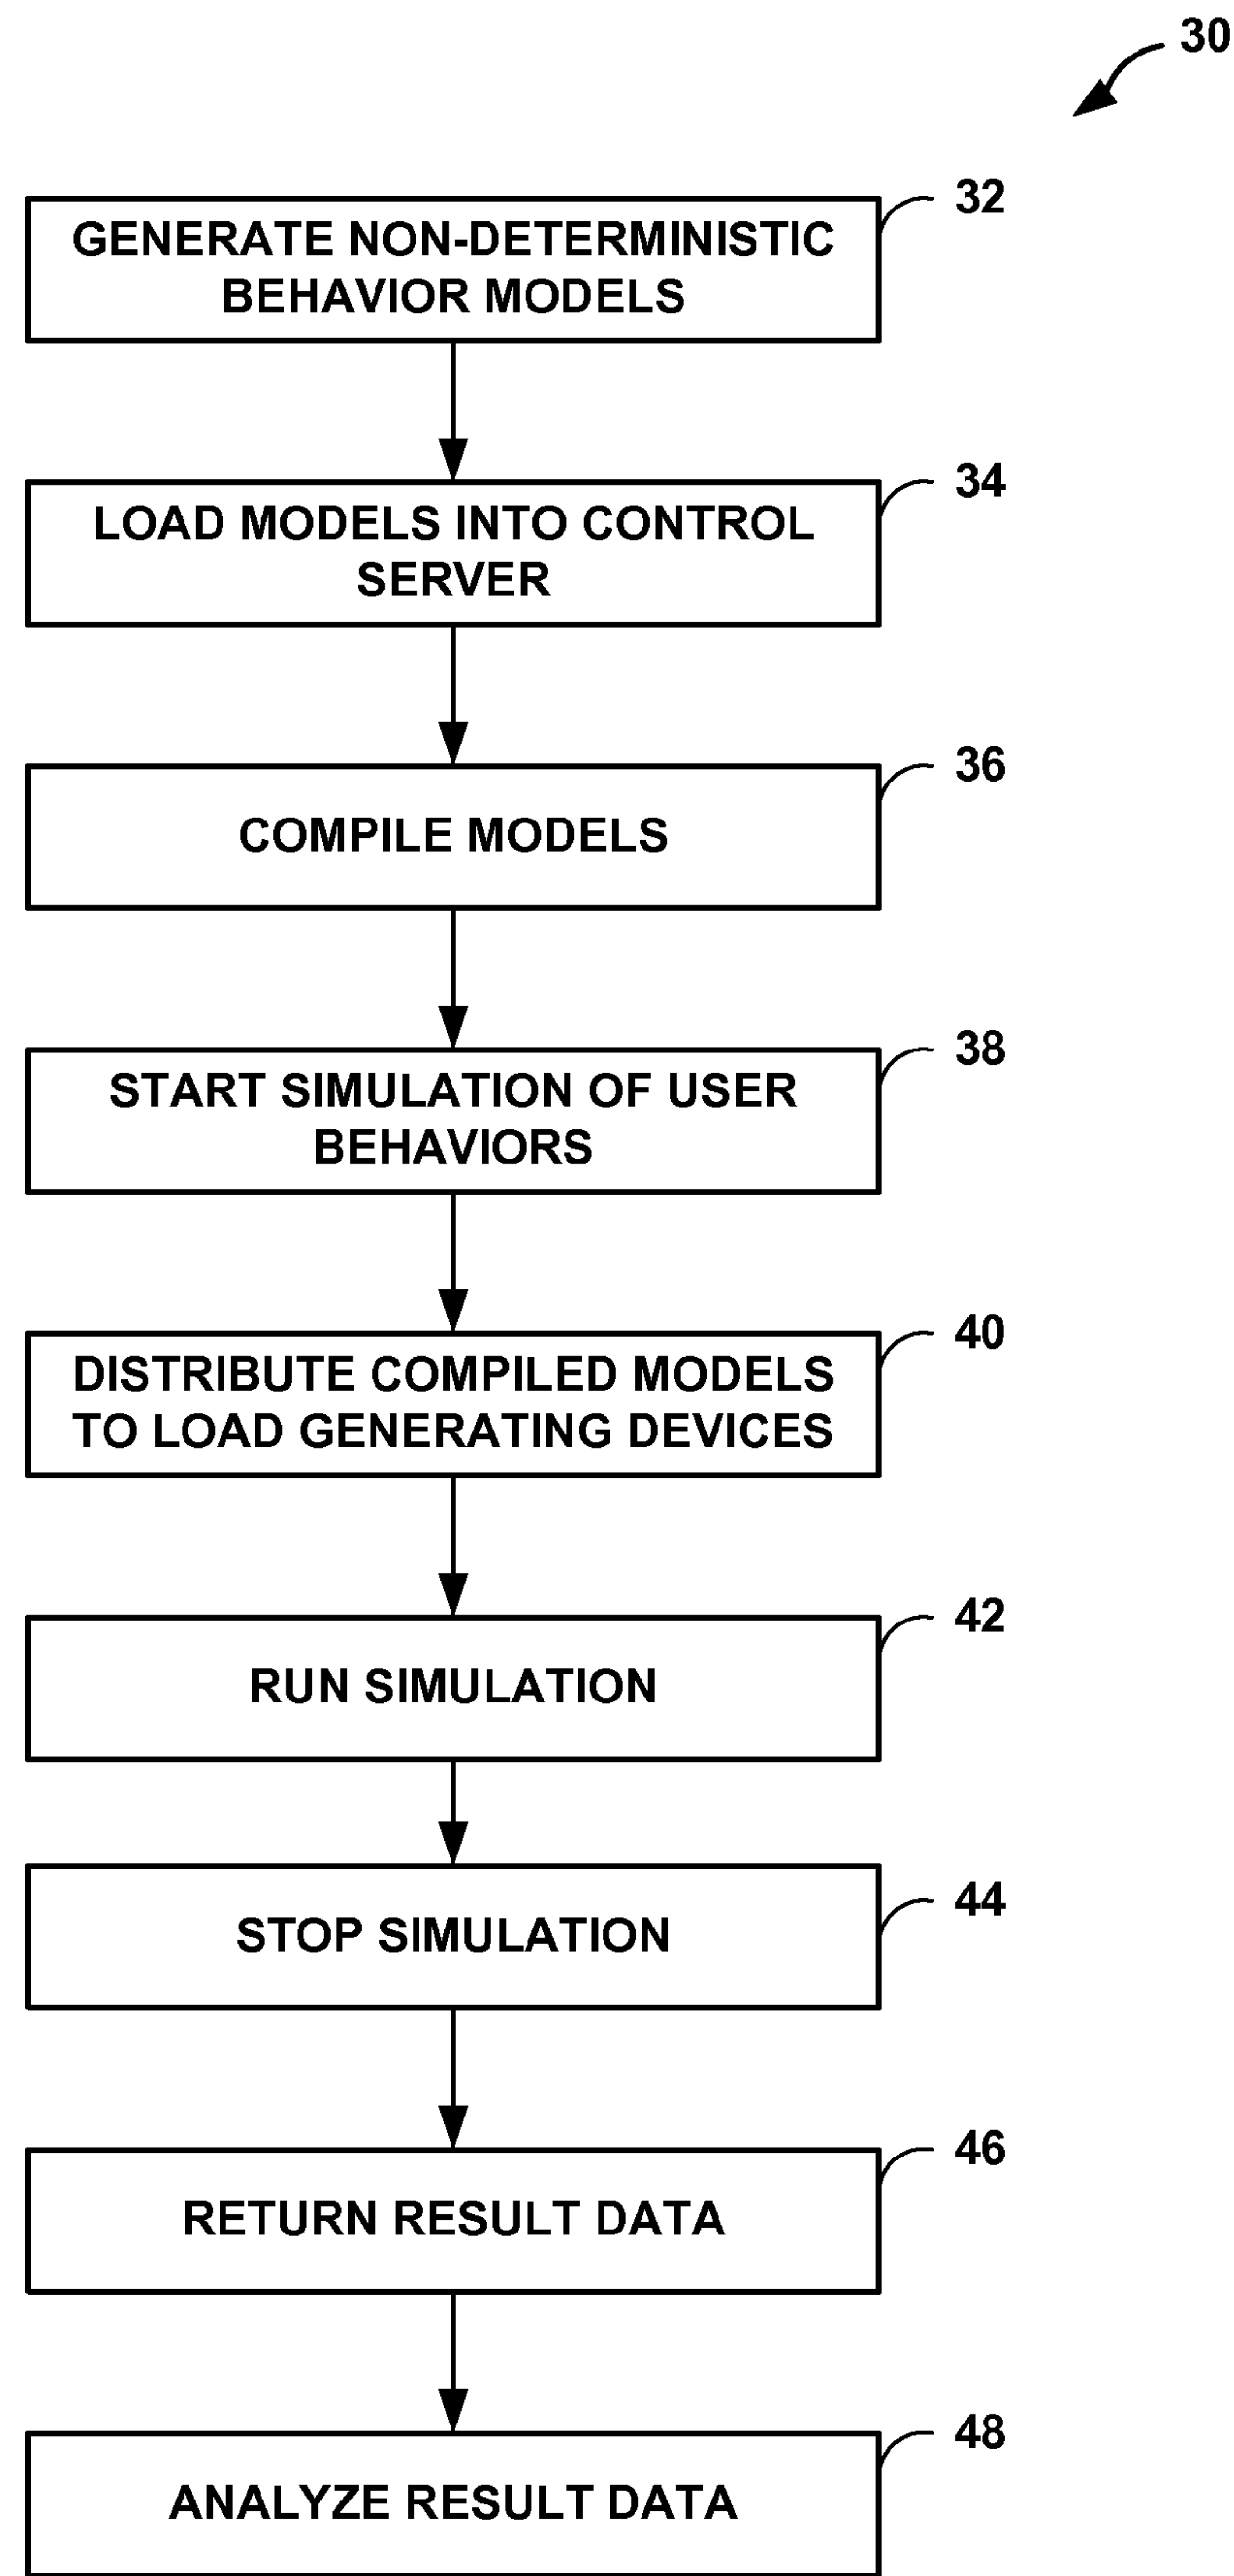 30
32
GENERATE NON-DETERMINISTIC
BEHAVIOR MODELS
34
LOAD MODELS INTO CONTROL
SERVER
36
COMPILE MODELS
38
START SIMULATION OF USER
BEHAVIORS
40
DISTRIBUTE COMPILED MODELS
TO LOAD GENERATING DEVICES
42
RUN SIMULATION
44
STOP SIMULATION
46
RETURN RESULT DATA
48
ANALYZE RESULT DATA